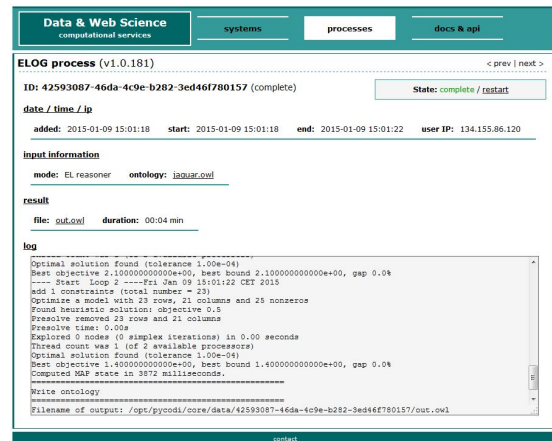 Data & Web Science
computational services
systems
processes
docs & api
ELOG process (v1.0.181)
< prev | next >
ID: 42593087-46da-4c9e-b282-3ed46f780157 (complete)
State: complete / restart
date / time / ip
added: 2015-01-09 15:01:18 start: 2015-01-09 15:01:18 end: 2015-01-09 15:01:22 user IP: 134.155.86.120
input information
mode: EL reasoner ontology: jaguar.owl
result
file: out.owl duration: 00:04 min
log
Optimal solution found (tolerance 1.00e-04)
Best objective 2.100000000000e+00, best bound 2.100000000000e+00, gap 0.0%
---- Start Loop 2 ----Fri Jan 09 15:01:22 CET 2015
add 1 constraints (total number = 23)
Optimize a model with 23 rows, 21 columns and 25 nonzeros
Found heuristic solution: objective 0.5
Presolve removed 23 rows and 21 columns
Presolve time: 0.00s
Explored 0 nodes (0 simplex iterations) in 0.00 seconds
Thread count was 1 (of 2 available processors)
Optimal solution found (tolerance 1.00e-04)
Best objective 1.400000000000e+00, best bound 1.400000000000e+00, gap 0.0%
Computed MAP state in 3872 milliseconds.
Write ontology
Filename of output: /opt/pycodi/core/data/42593087-46da-4c9e-b282-3ed46f780157/out.owl
contact